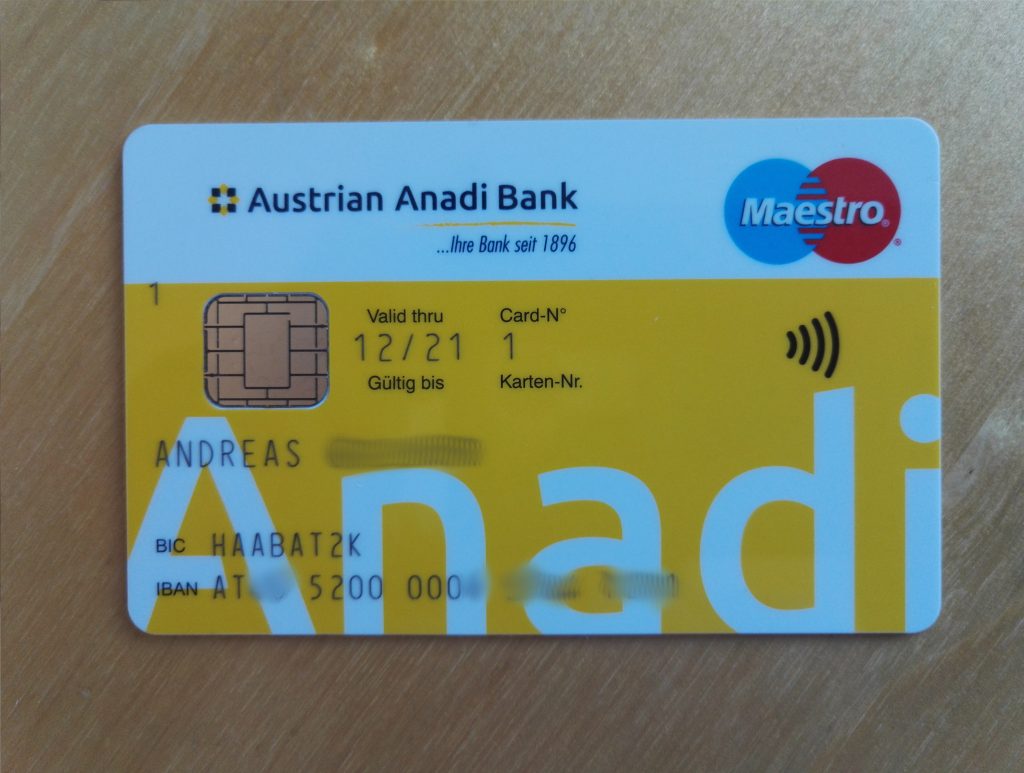 Austrian Anadi Bank
...Ihre Bank seit 1896
Maestro
1
Valid thru
Card-N°
12/21
1
Gültig bis
Karten-Nr.
ANDREAS
BIC HAABAT2K
IBAN AT 5200 000
Anadi